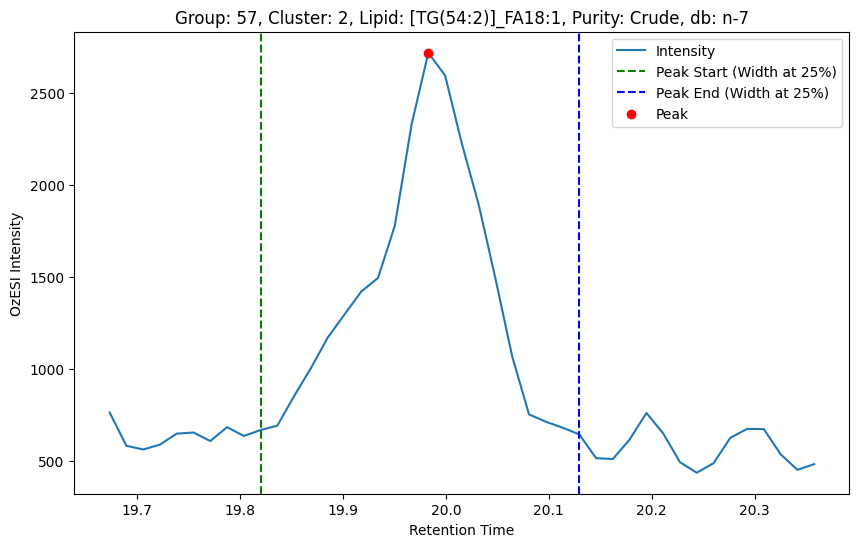 Group: 57, Cluster: 2, Lipid: [TG(54:2)]_FA18:1, Purity: Crude, db: n-7
Intensity
Peak Start (Width at 25%)
Peak End (Width at 25%)
Peak
OzESI Intensity
2500
2000
1500
1000
500
19.7 19.8 19.9 20.0 20.1 20.2 20.3
Retention Time